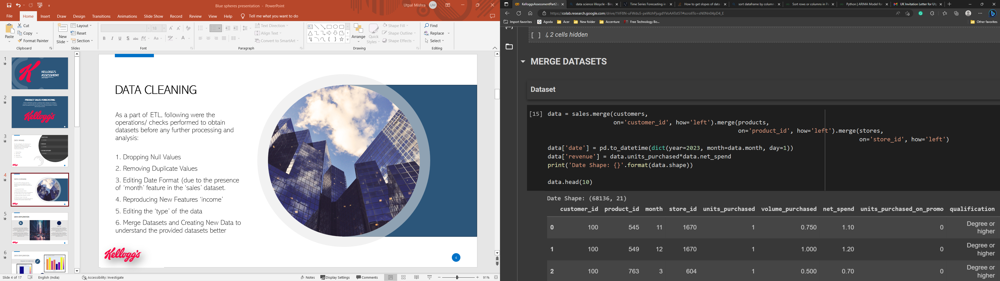 Blue spheres presentation - PowerPoint
Utpal Mishra UM
File Home Insert Draw Design Transitions Animations Slide Show Record Review View Help Tell me what you want to do
Paste
Cut
Copy
Format Painter
Clipboard
New Slide
Layout
Reset
Section
Slides
18
Font
Text Direction
Align Text
Convert to SmartArt
Paragraph
Arrange
Quick Styles
Shape Fill
Shape Outline
Shape Effects
Drawing
Find
Replace
Select
Editing
1
KELLOGG'S
ASSESSMENT
2
PRODUCT SALES FORECASTING
Kellogg's
3
DATA MINING
4
DATA CLEANING
5
DATA EXPLORATION
6
DATA EXPLORATION
DATA CLEANING
As a part of ETL, following were the
operations/ checks performed to obtain
datasets before any further processing and
analysis:
1. Dropping Null Values
2. Removing Duplicate Values
3. Editing Date Format (due to the presence
of ‘month’ feature in the ‘sales’ dataset.
4. Reproducing New Features ‘income’
5. Editing the ‘type’ of the data
6. Merge Datasets and Creating New Data to
understand the provided datasets better
Kellogg's
4
Slide 4 of 17 English (India) Accessibility: Investigate Notes Display Settings Comments 91%
KelloggsAssessmentPart2.i
data science lifesycle - Bin
Time Series Forecasting in
How to get slopes of data
sort dataframe by column
Sort rows or columns in Pa
Python | ARIMA Model for
UK Invitation Letter for Utp
https://colab.research.google.com/drive/1VF8N-uFWdu5-peWzhPjugdYVoAATst5T#scrollTo=sN0Nn04pD4_E
Import favorites Agoda Acer New folder Accenture Free Technology Bo... Other favorites
[ ] ↳ 2 cells hidden
MERGE DATASETS
Dataset
[15] data = sales.merge(customers,
on='customer_id', how='left').merge(products,
on='product_id', how='left').merge(stores,
on='store_id', how='left')
data['date'] = pd.to_datetime(dict(year=2023, month=data.month, day=1))
data['revenue'] = data.units_purchased*data.net_spend
print('Date Shape: {}'.format(data.shape))
data.head(10)
Date Shape: (68136, 21)
customer_id product_id month store_id units_purchased volume_purchased net_spend units_purchased_on_promo qualification
0 100 545 11 1670 1 0.750 1.10 0 Degree or higher
1 100 549 12 1670 1 1.000 1.20 0 Degree or higher
2 100 763 3 604 1 0.500 0.70 0 Degree or higher